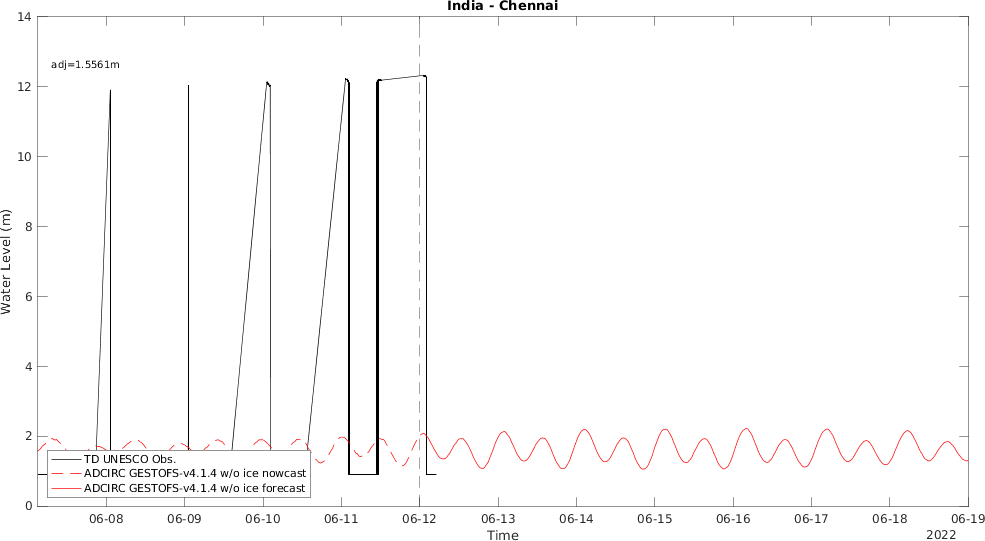 India - Chennai
adj=1.5561m
Water Level (m)
14
12
10
8
6
4
2
0
TD UNESCO Obs.
ADCIRC GESTOFS-v4.1.4 w/o ice nowcast
ADCIRC GESTOFS-v4.1.4 w/o ice forecast
06-08 06-09 06-10 06-11 06-12 06-13 06-14 06-15 06-16 06-17 06-18 06-19
2022
Time